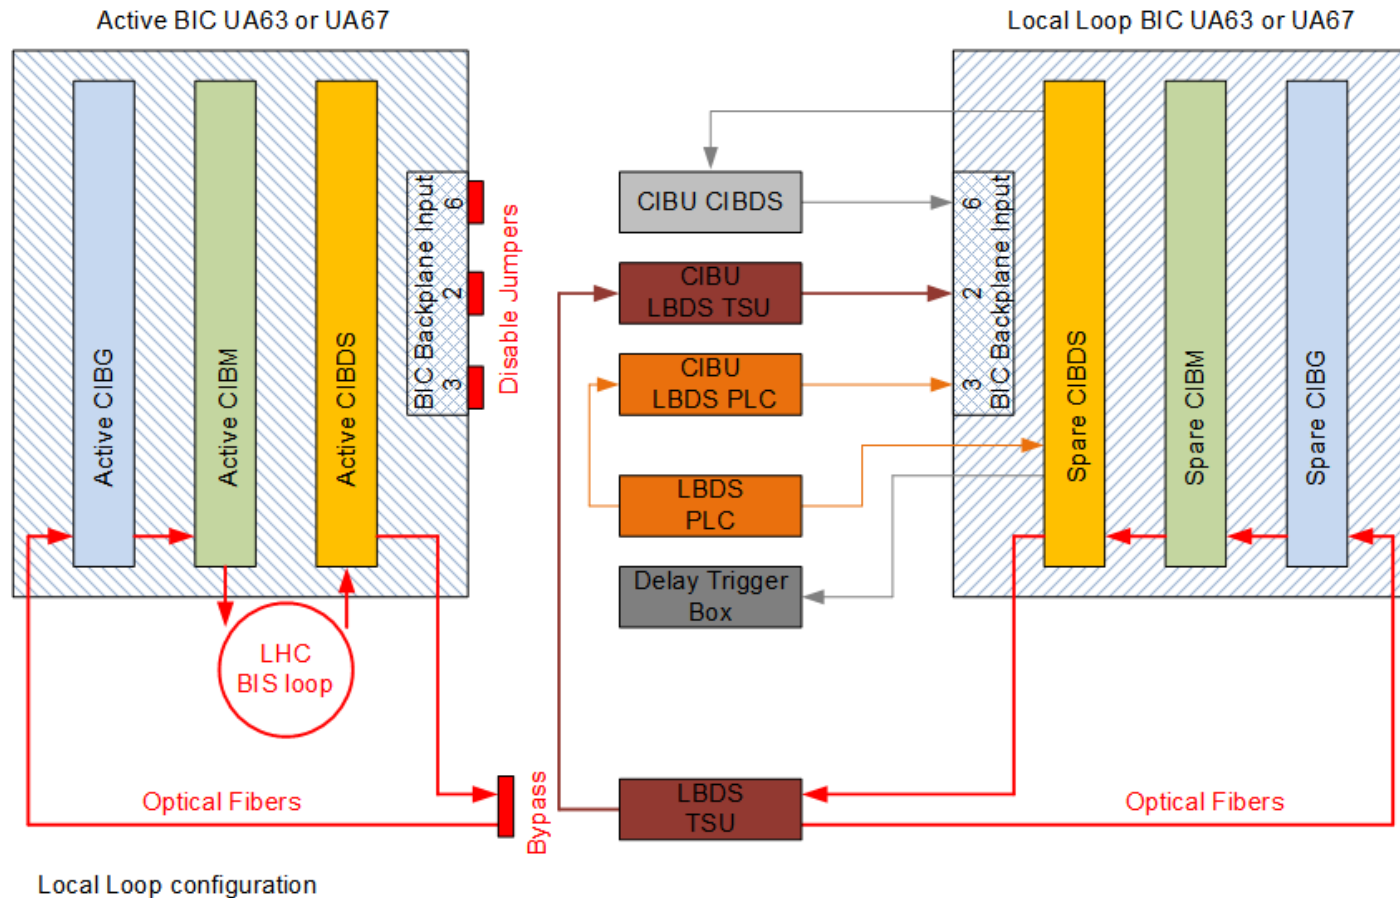 Active BIC UA63 or UA67
Local Loop BIC UA63 or UA67
Active CIBG
Active CIBM
Active CIBDS
BIC Backplane Input
6
2
3
Disable Jumpers
CIBU CIBDS
CIBU
LBDS TSU
CIBU
LBDS PLC
LBDS
PLC
Delay Trigger
Box
6
2
3
BIC Backplane Input
Spare CIBDS
Spare CIBM
Spare CIBG
LHC
BIS loop
Optical Fibers
Bypass
LBDS
TSU
Optical Fibers
Local Loop configuration